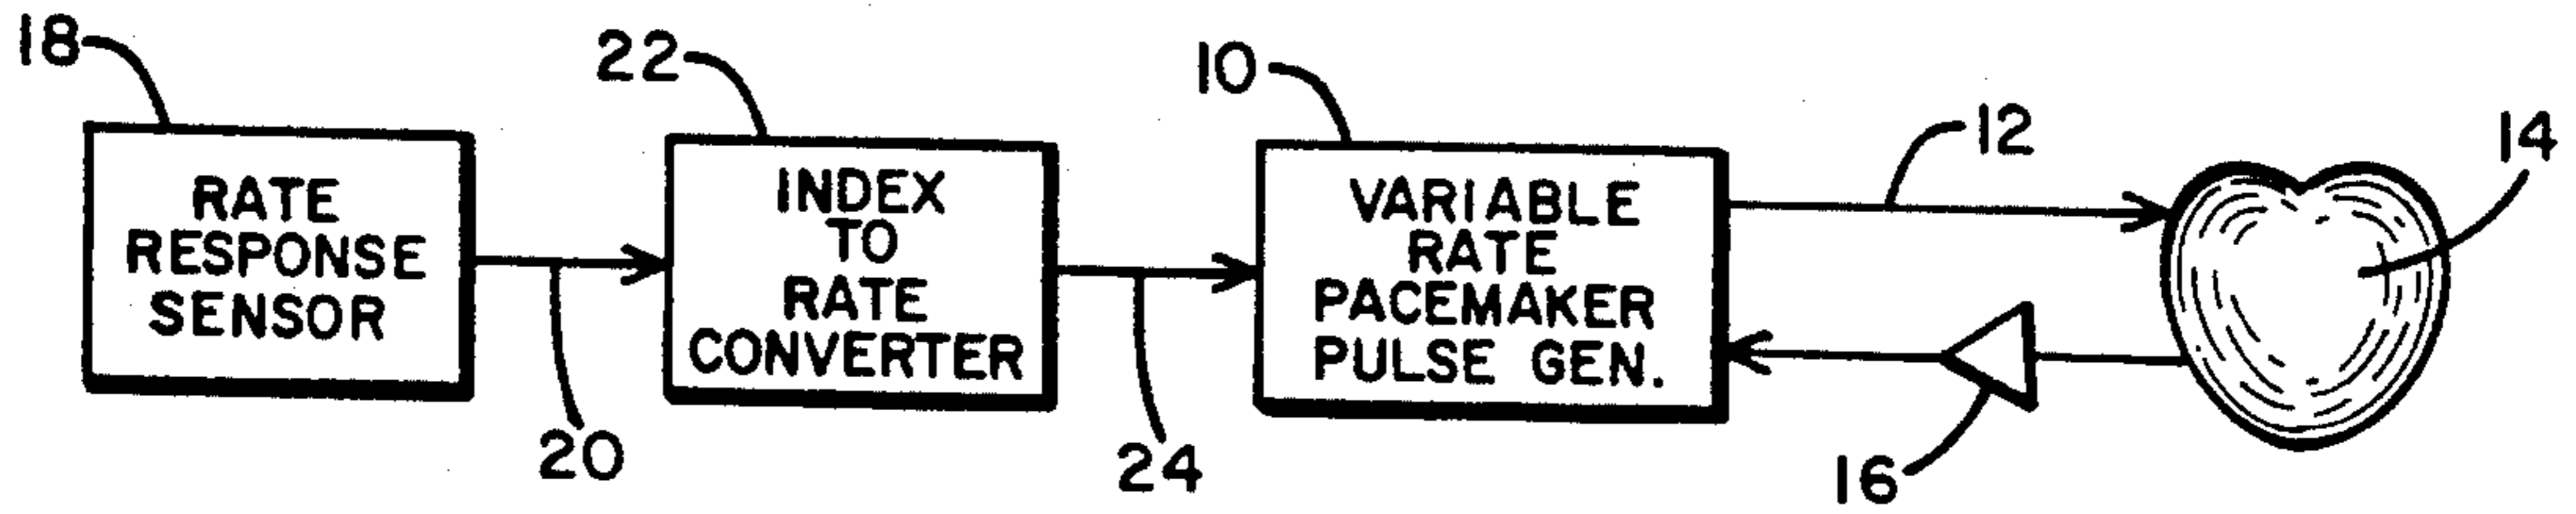 18
22
10
12
14
RATE
RESPONSE
SENSOR
INDEX
TO
RATE
CONVERTER
VARIABLE
RATE
PACEMAKER
PULSE GEN.
20
24
16